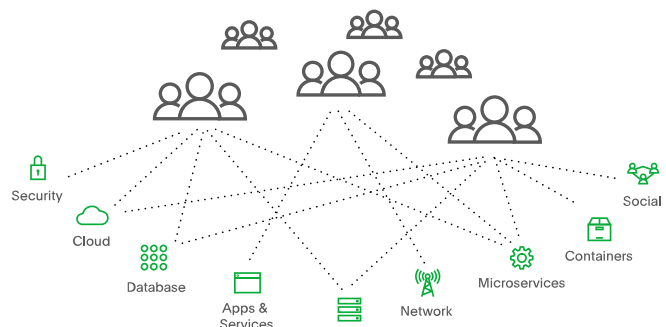 Security
Cloud
Database
Apps &
Services
Network
Microservices
Containers
Social